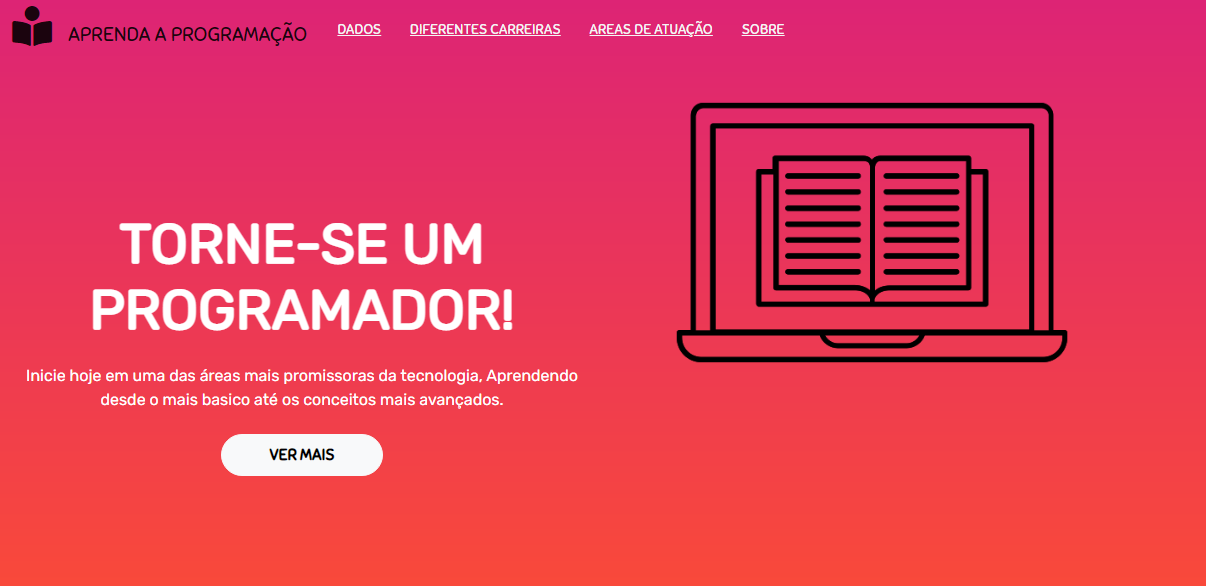 APRENDA A PROGRAMAÇÃO
DADOS
DIFERENTES CARREIRAS
AREAS DE ATUAÇÃO
SOBRE
TORNE-SE UM
PROGRAMADOR!
Inicie hoje em uma das áreas mais promissoras da tecnologia, Aprendendo
desde o mais basico até os conceitos mais avançados.
VER MAIS